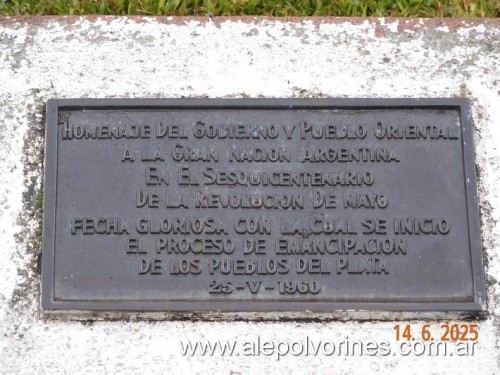 HOMENAJE DEL GOBIERNO Y PUEBLO ORIENTAL
A LA GRAN NACION ARGENTINA
EN EL SESQUICENTENARIO
DE LA REVOLUCION DE MAYO
FECHA GLORIOSA CON LA CUAL SE INICIO
EL PROCESO DE EMANCIPACION
DE LOS PUEBLOS DEL PLATA
25-V-1960
14.6.2025
www.alepolvorines.com.ar